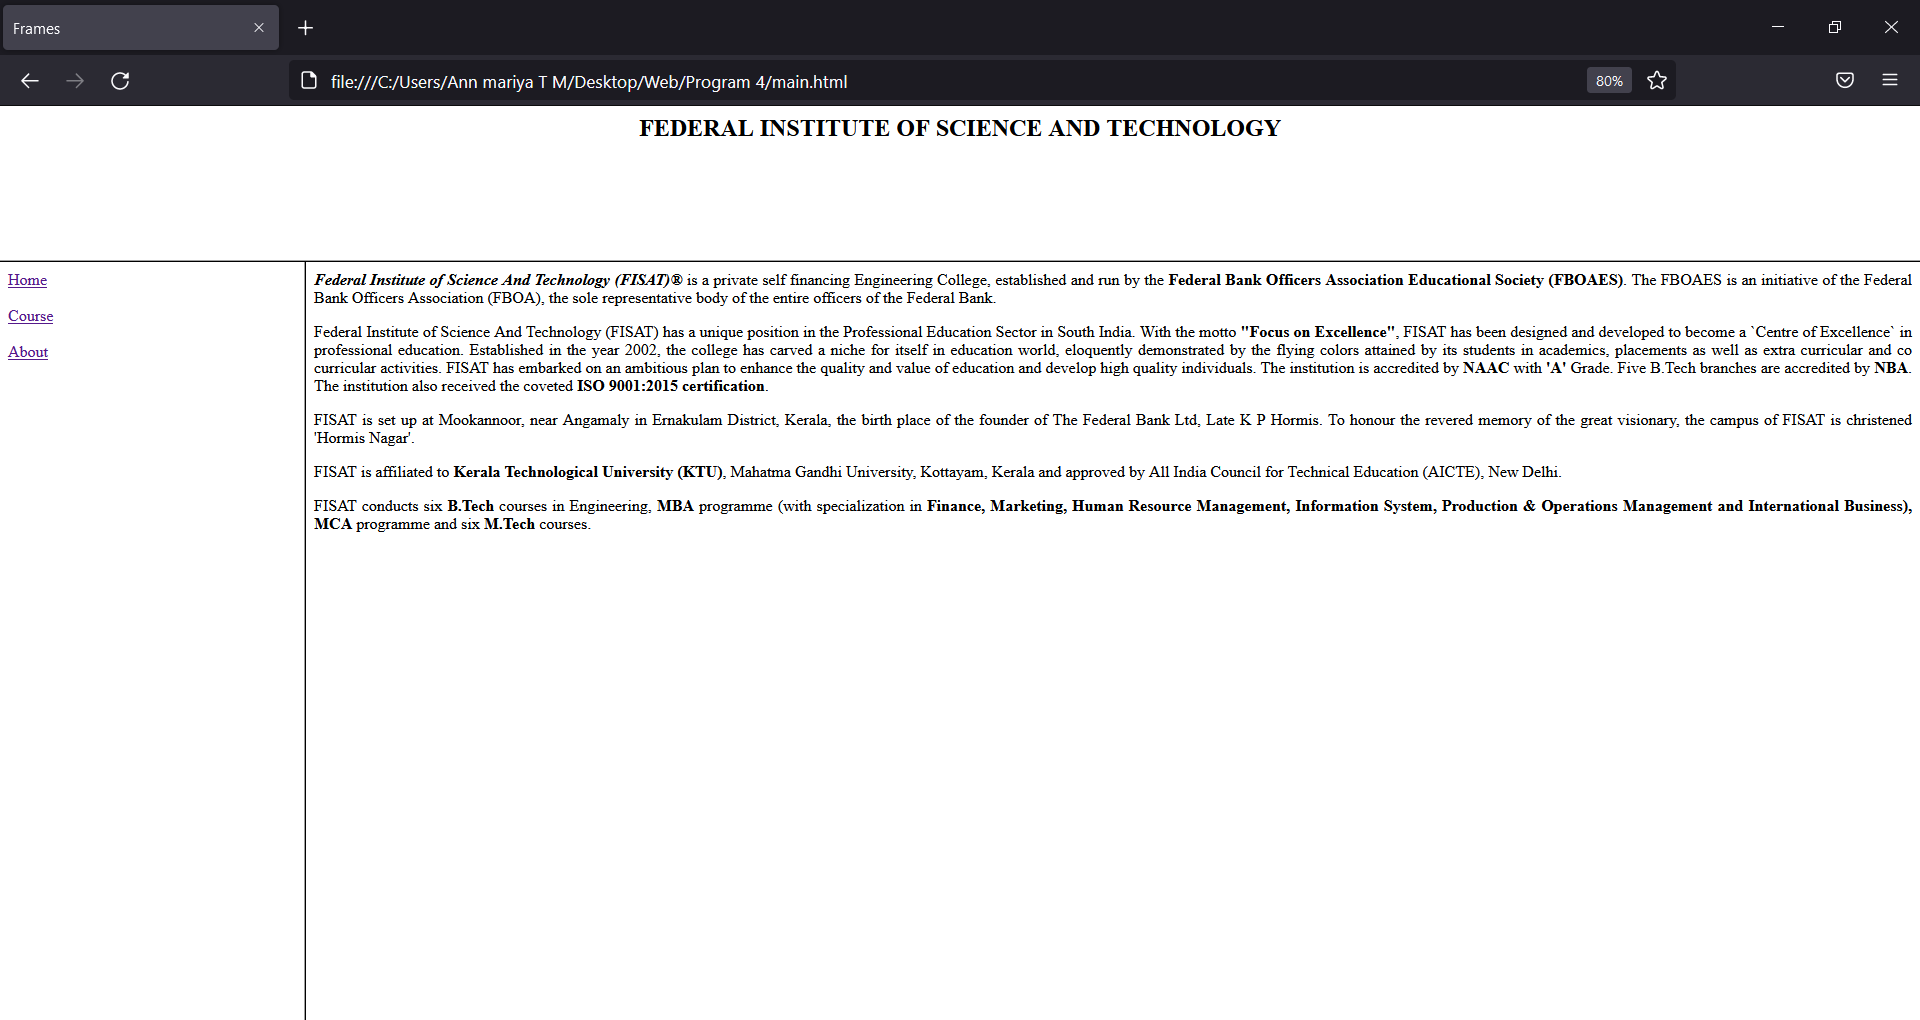 Frames
file:///C:/Users/Ann mariya T M/Desktop/Web/Program 4/main.html
80%
FEDERAL INSTITUTE OF SCIENCE AND TECHNOLOGY
Home
Course
About
Federal Institute of Science And Technology (FISAT)® is a private self financing Engineering College, established and run by the Federal Bank Officers Association Educational Society (FBOAES). The FBOAES is an initiative of the Federal
Bank Officers Association (FBOA), the sole representative body of the entire officers of the Federal Bank.
Federal Institute of Science And Technology (FISAT) has a unique position in the Professional Education Sector in South India. With the motto "Focus on Excellence", FISAT has been designed and developed to become a `Centre of Excellence` in
professional education. Established in the year 2002, the college has carved a niche for itself in education world, eloquently demonstrated by the flying colors attained by its students in academics, placements as well as extra curricular and co
curricular activities. FISAT has embarked on an ambitious plan to enhance the quality and value of education and develop high quality individuals. The institution is accredited by NAAC with 'A' Grade. Five B.Tech branches are accredited by NBA.
The institution also received the coveted ISO 9001:2015 certification.
FISAT is set up at Mookannoor, near Angamaly in Ernakulam District, Kerala, the birth place of the founder of The Federal Bank Ltd, Late K P Hormis. To honour the revered memory of the great visionary, the campus of FISAT is christened
'Hormis Nagar'.
FISAT is affiliated to Kerala Technological University (KTU), Mahatma Gandhi University, Kottayam, Kerala and approved by All India Council for Technical Education (AICTE), New Delhi.
FISAT conducts six B.Tech courses in Engineering, MBA programme (with specialization in Finance, Marketing, Human Resource Management, Information System, Production & Operations Management and International Business),
MCA programme and six M.Tech courses.